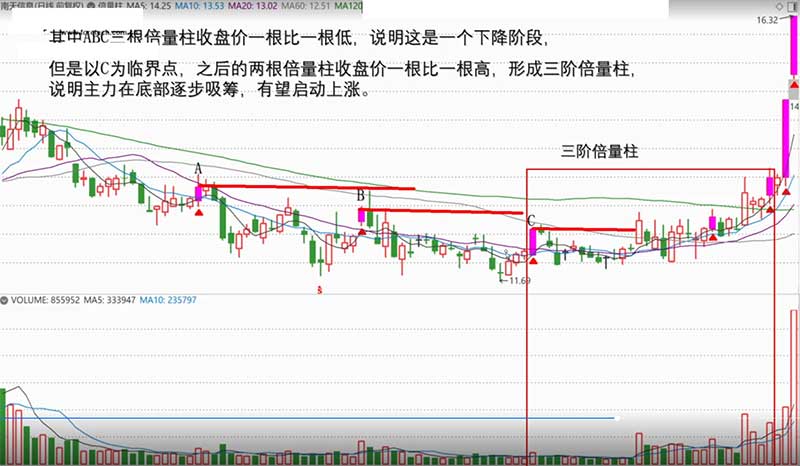 南天信息(日线 前复权) 倍量柱 MA5: 14.25 MA10: 13.53 MA20: 13.02 MA60: 12.51 MA120
16.32
其中ABC三根倍量柱收盘价一根比一根低，说明这是一个下降阶段，
但是以C为临界点，之后的两根倍量柱收盘价一根比一根高，形成三阶倍量柱，
说明主力在底部逐步吸筹，有望启动上涨。
14
三阶倍量柱
A
B
C
11.69
VOLUME: 855952 MA5: 333947 MA10: 235797